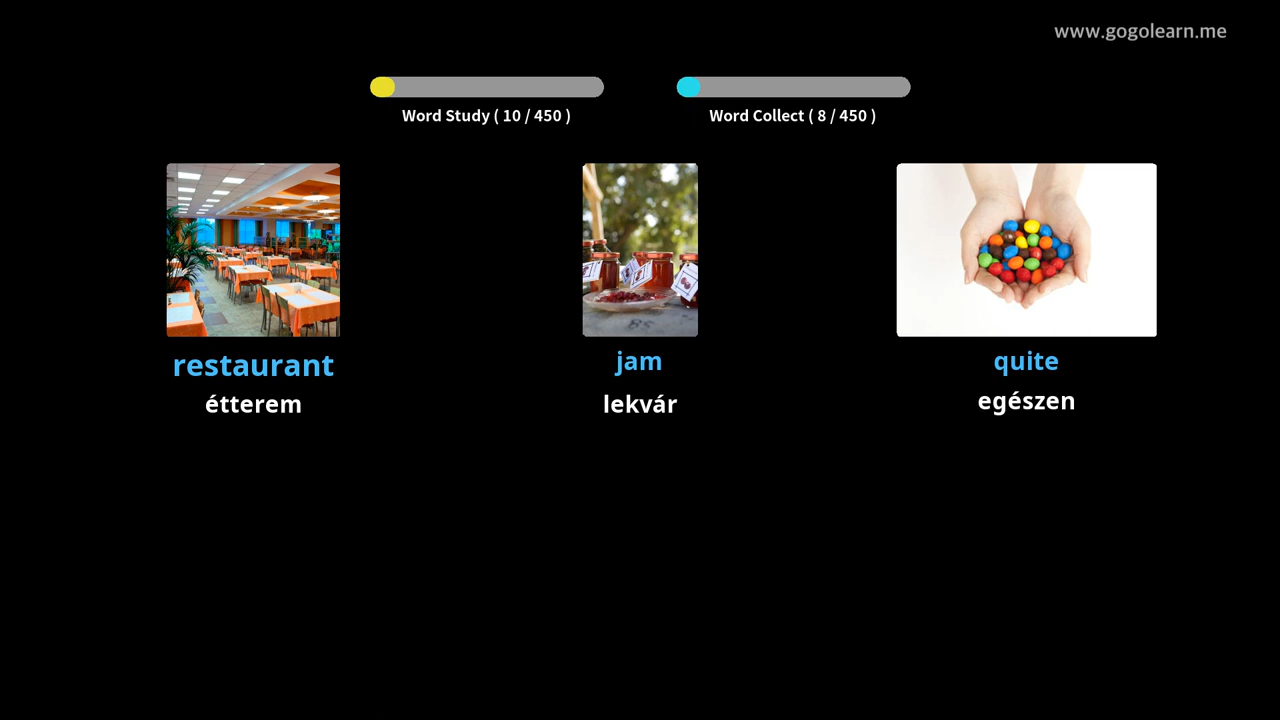 www.gogolearn.me
Word Study ( 10 / 450 )
Word Collect ( 8 / 450 )
restaurant
étterem
jam
lekvár
quite
egészen